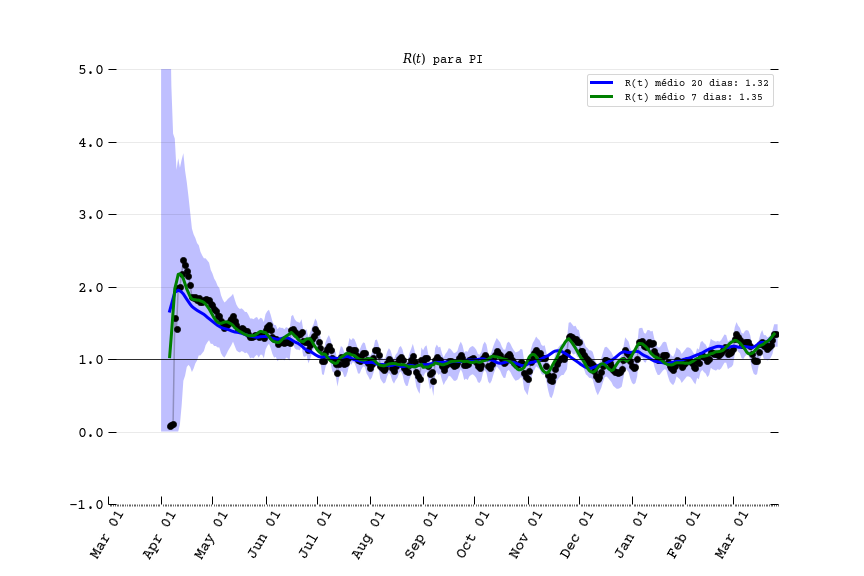 R(t) para PI
R(t) médio 20 dias: 1.32
R(t) médio 7 dias: 1.35
5.0
4.0
3.0
2.0
1.0
0.0
-1.0
Mar 01
Apr 01
May 01
Jun 01
Jul 01
Aug 01
Sep 01
Oct 01
Nov 01
Dec 01
Jan 01
Feb 01
Mar 01